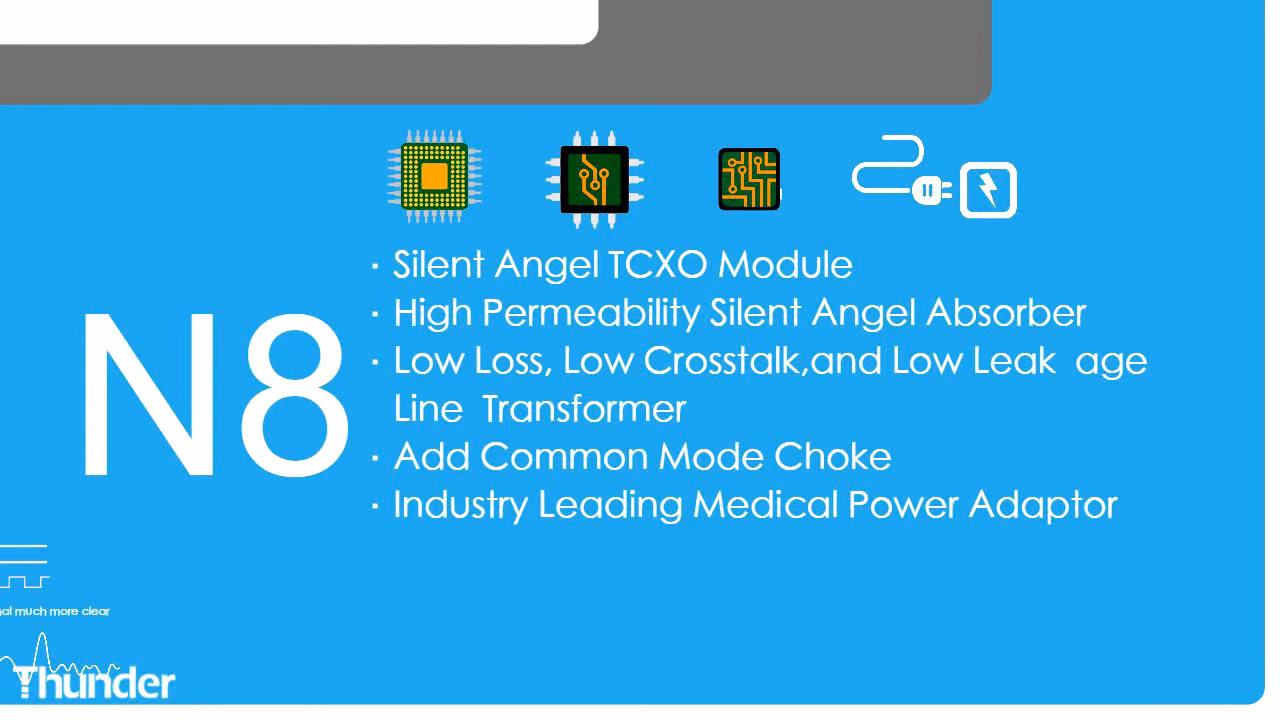 N8
· Silent Angel TCXO Module
· High Permeability Silent Angel Absorber
· Low Loss, Low Crosstalk,and Low Leak age
Line Transformer
· Add Common Mode Choke
· Industry Leading Medical Power Adaptor
much more clear
Thunder